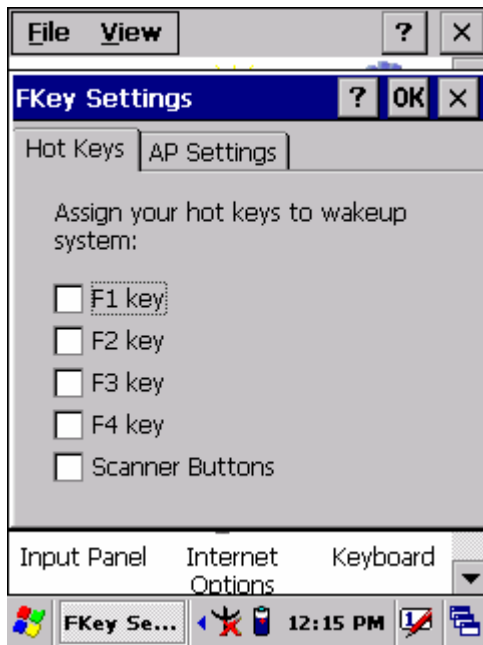 File View ? ×
FKey Settings ? OK ×
Hot Keys AP Settings
Assign your hot keys to wakeup
system:
F1 key
F2 key
F3 key
F4 key
Scanner Buttons
Input Panel Internet Keyboard
Options
FKey Se... 12:15 PM